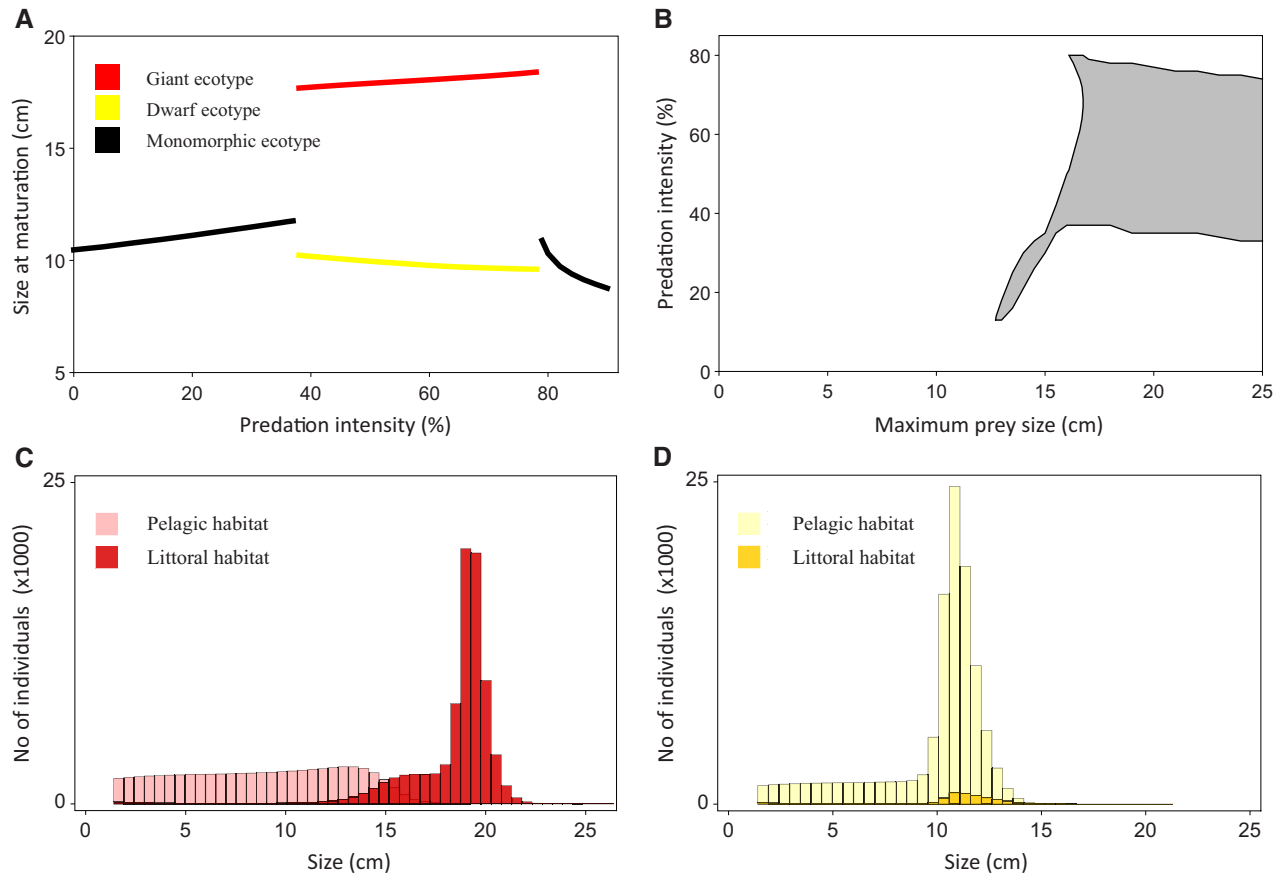 A
20
15
10
5
Size at maturation (cm)
Giant ecotype
Dwarf ecotype
Monomorphic ecotype
0
20
40
60
80
Predation intensity (%)
B
80
60
40
20
0
Predation intensity (%)
0
5
10
15
20
25
Maximum prey size (cm)
C
25
0
No of individuals (x1000)
Pelagic habitat
Littoral habitat
0
5
10
15
20
25
Size (cm)
D
25
0
No of individuals (x1000)
Pelagic habitat
Littoral habitat
0
5
10
15
20
25
Size (cm)